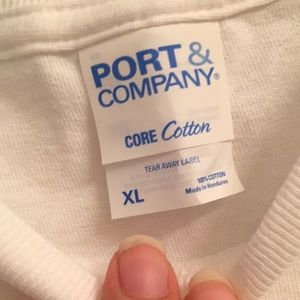 PORT &
COMPANY®
CORE Cotton
TEAR AWAY LABEL
XL
100% COTTON
Made in Honduras